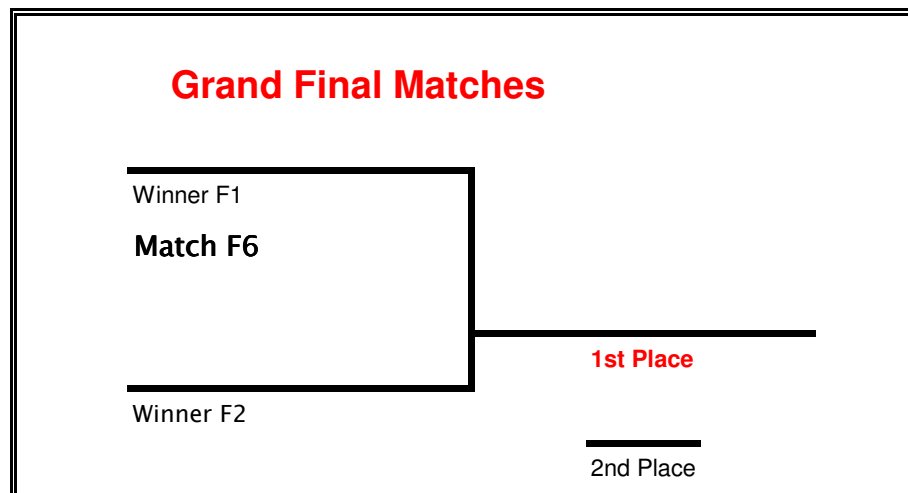 Grand Final Matches
Winner F1
Match F6
1st Place
Winner F2
2nd Place